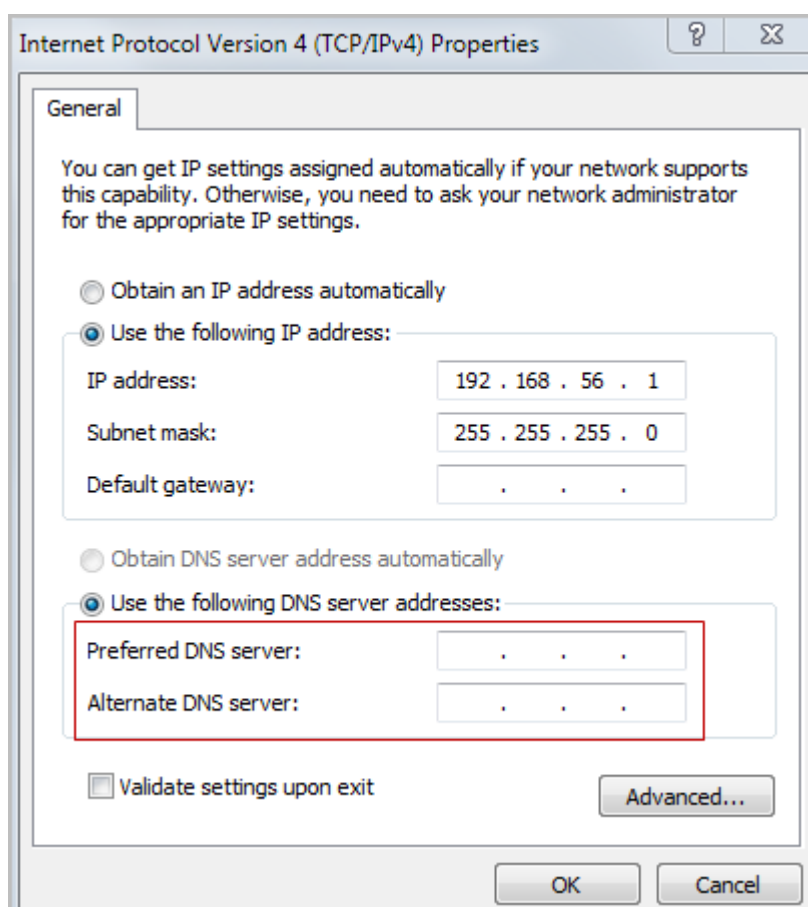 Internet Protocol Version 4 (TCP/IPv4) Properties
General
You can get IP settings assigned automatically if your network supports
this capability. Otherwise, you need to ask your network administrator
for the appropriate IP settings.
Obtain an IP address automatically
Use the following IP address:
IP address: 192 . 168 . 56 . 1
Subnet mask: 255 . 255 . 255 . 0
Default gateway: . . .
Obtain DNS server address automatically
Use the following DNS server addresses:
Preferred DNS server: . . .
Alternate DNS server: . . .
Validate settings upon exit
Advanced...
OK Cancel